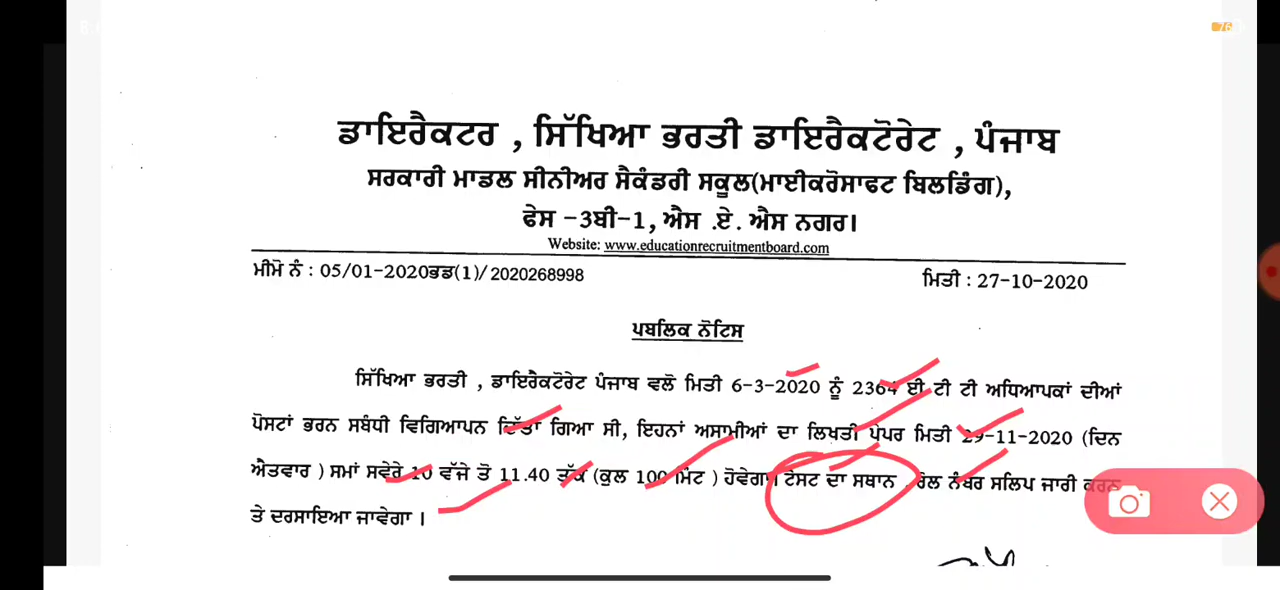 ਡਾਇਰੈਕਟਰ , ਸਿੱਖਿਆ ਭਰਤੀ ਡਾਇਰੈਕਟੋਰੇਟ , ਪੰਜਾਬ
ਸਰਕਾਰੀ ਮਾਡਲ ਸੀਨੀਅਰ ਸੈਕੰਡਰੀ ਸਕੂਲ(ਮਾਈਕਰੋਸਾਫਟ ਬਿਲਡਿੰਗ),
ਫੇਸ -3ਬੀ-1, ਐਸ .ਏ. ਐਸ ਨਗਰ।
Website: www.educationrecruitmentboard.com
ਮੀਮੋ ਨੰ : 05/01-2020ਭਡ(1)/ 2020268998 ਮਿਤੀ : 27-10-2020
ਪਬਲਿਕ ਨੋਟਿਸ
ਸਿੱਖਿਆ ਭਰਤੀ , ਡਾਇਰੈਕਟੋਰੇਟ ਪੰਜਾਬ ਵਲੋ ਮਿਤੀ 6-3-2020 ਨੂੰ 2364 ਈ ਟੀ ਟੀ ਅਧਿਆਪਕਾਂ ਦੀਆਂ
ਪੋਸਟਾਂ ਭਰਨ ਸਬੰਧੀ ਵਿਗਿਆਪਨ ਦਿੱਤਾ ਗਿਆ ਸੀ, ਇਹਨਾਂ ਅਸਾਮੀਆਂ ਦਾ ਲਿਖਤੀ ਪੇਪਰ ਮਿਤੀ 29-11-2020 (ਦਿਨ
ਐਤਵਾਰ ) ਸਮਾਂ ਸਵੇਰੇ 10 ਵੱਜੇ ਤੋ 11.40 ਤੱਕ (ਕੁਲ 100 ਮਿੰਟ ) ਹੋਵੇਗਾ। ਟੇਸਟ ਦਾ ਸਥਾਨ , ਰੋਲ ਨੰਬਰ ਸਲਿਪ ਜਾਰੀ ਕਰਨ
ਤੇ ਦਰਸਾਇਆ ਜਾਵੇਗਾ ।
76